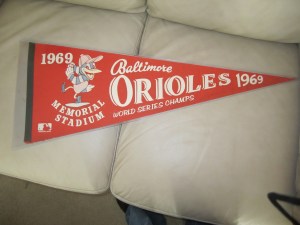 1969
MEMORIAL
STADIUM
Baltimore
ORIOLES 1969
WORLD SERIES CHAMPS